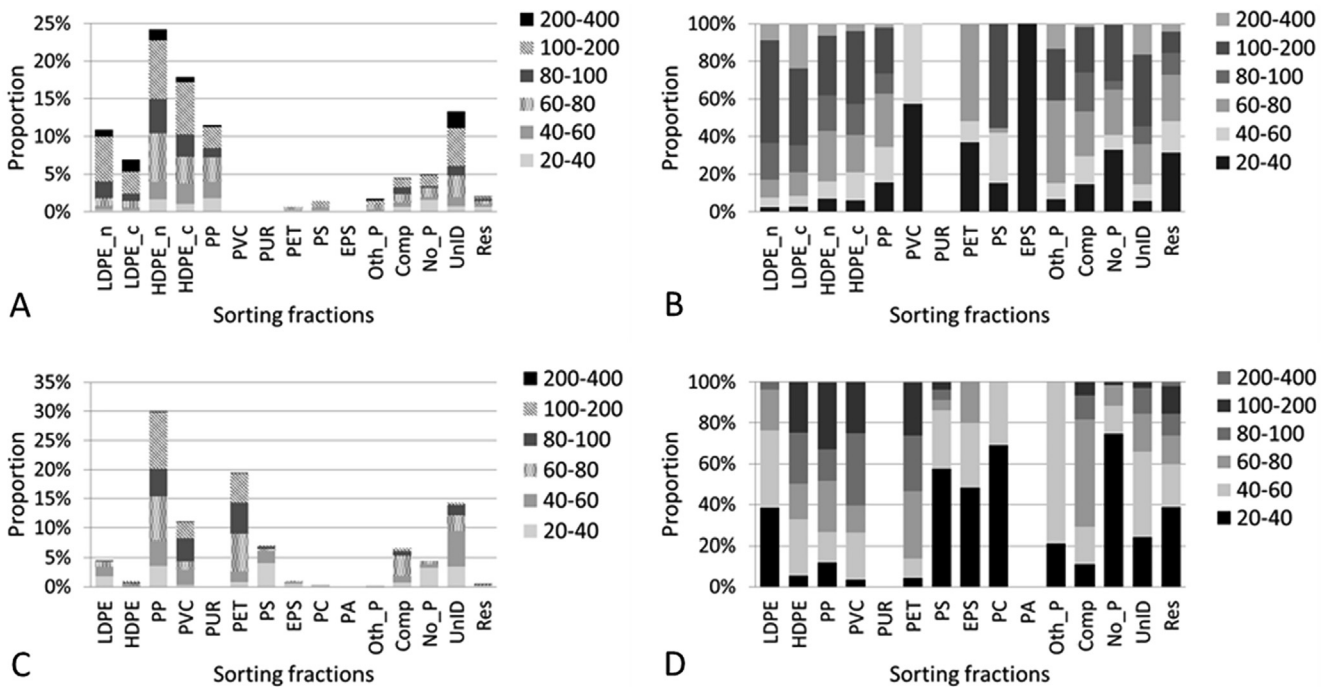 25%
20%
15%
10%
5%
0%
Proportion
LDPE_n
LDPE_c
HDPE_n
HDPE_c
PP
PVC
PUR
PET
PS
EPS
Oth_P
Comp
No_P
UnID
Res
Sorting fractions
200-400
100-200
80-100
60-80
40-60
20-40
A
100%
80%
60%
40%
20%
0%
Proportion
LDPE_n
LDPE_c
HDPE_n
HDPE_c
PP
PVC
PUR
PET
PS
EPS
Oth_P
Comp
No_P
UnID
Res
Sorting fractions
200-400
100-200
80-100
60-80
40-60
20-40
B
35%
30%
25%
20%
15%
10%
5%
0%
Proportion
LDPE
HDPE
PP
PVC
PUR
PET
PS
EPS
PC
PA
Oth_P
Comp
No_P
UnID
Res
Sorting fractions
200-400
100-200
80-100
60-80
40-60
20-40
C
100%
80%
60%
40%
20%
0%
Proportion
LDPE
HDPE
PP
PVC
PUR
PET
PS
EPS
PC
PA
Oth_P
Comp
No_P
UnID
Res
Sorting fractions
200-400
100-200
80-100
60-80
40-60
20-40
D